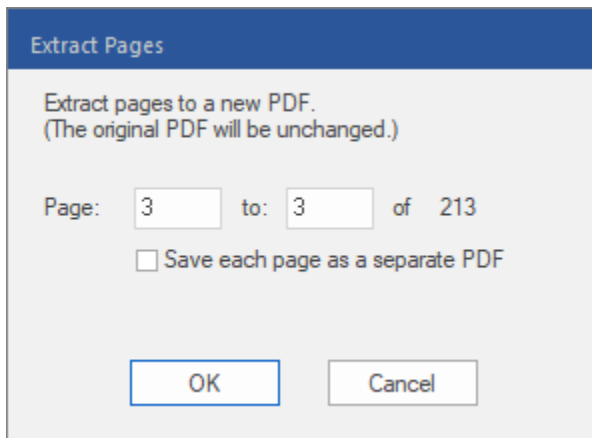 Extract Pages
Extract pages to a new PDF.
(The original PDF will be unchanged.)
Page: 3 to: 3 of 213
Save each page as a separate PDF
OK Cancel